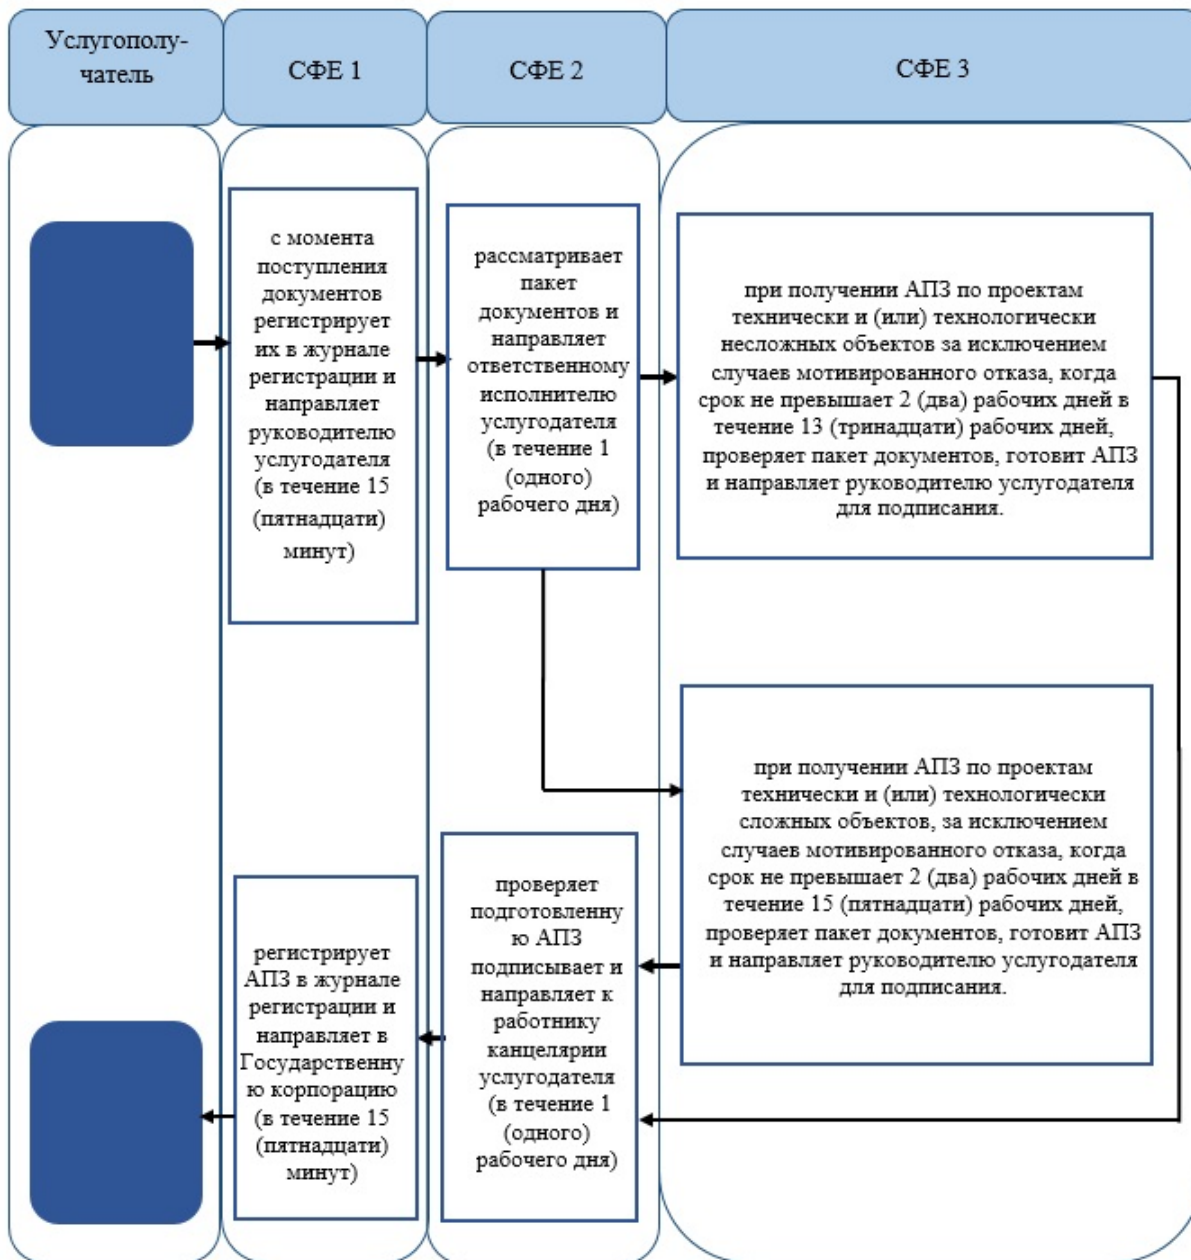 Услугополу-
чатель
СФЕ 1
СФЕ 2
СФЕ 3
с момента
поступления
документов
регистрирует
их в журнале
регистрации и
направляет
руководителю
услугодателя
(в течение 15
(пятнадцати)
минут)
рассматривает
пакет
документов и
направляет
ответственному
исполнителю
услугодателя
(в течение 1
(одного)
рабочего дня)
при получении АПЗ по проектам
технически и (или) технологически
несложных объектов за исключением
случаев мотивированного отказа, когда
срок не превышает 2 (два) рабочих дней в
течение 13 (тринадцати) рабочих дней,
проверяет пакет документов, готовит АПЗ
и направляет руководителю услугодателя
для подписания.
при получении АПЗ по проектам
технически и (или) технологически
сложных объектов, за исключением
случаев мотивированного отказа, когда
срок не превышает 2 (два) рабочих дней в
течение 15 (пятнадцати) рабочих дней,
проверяет пакет документов, готовит АПЗ
и направляет руководителю услугодателя
для подписания.
проверяет
подготовленну
ю АПЗ
подписывает и
направляет к
работнику
канцелярии
услугодателя
(в течение 1
(одного)
рабочего дня)
регистрирует
АПЗ в журнале
регистрации и
направляет в
Государственну
ю корпорацию
(в течение 15
(пятнадцати)
минут)